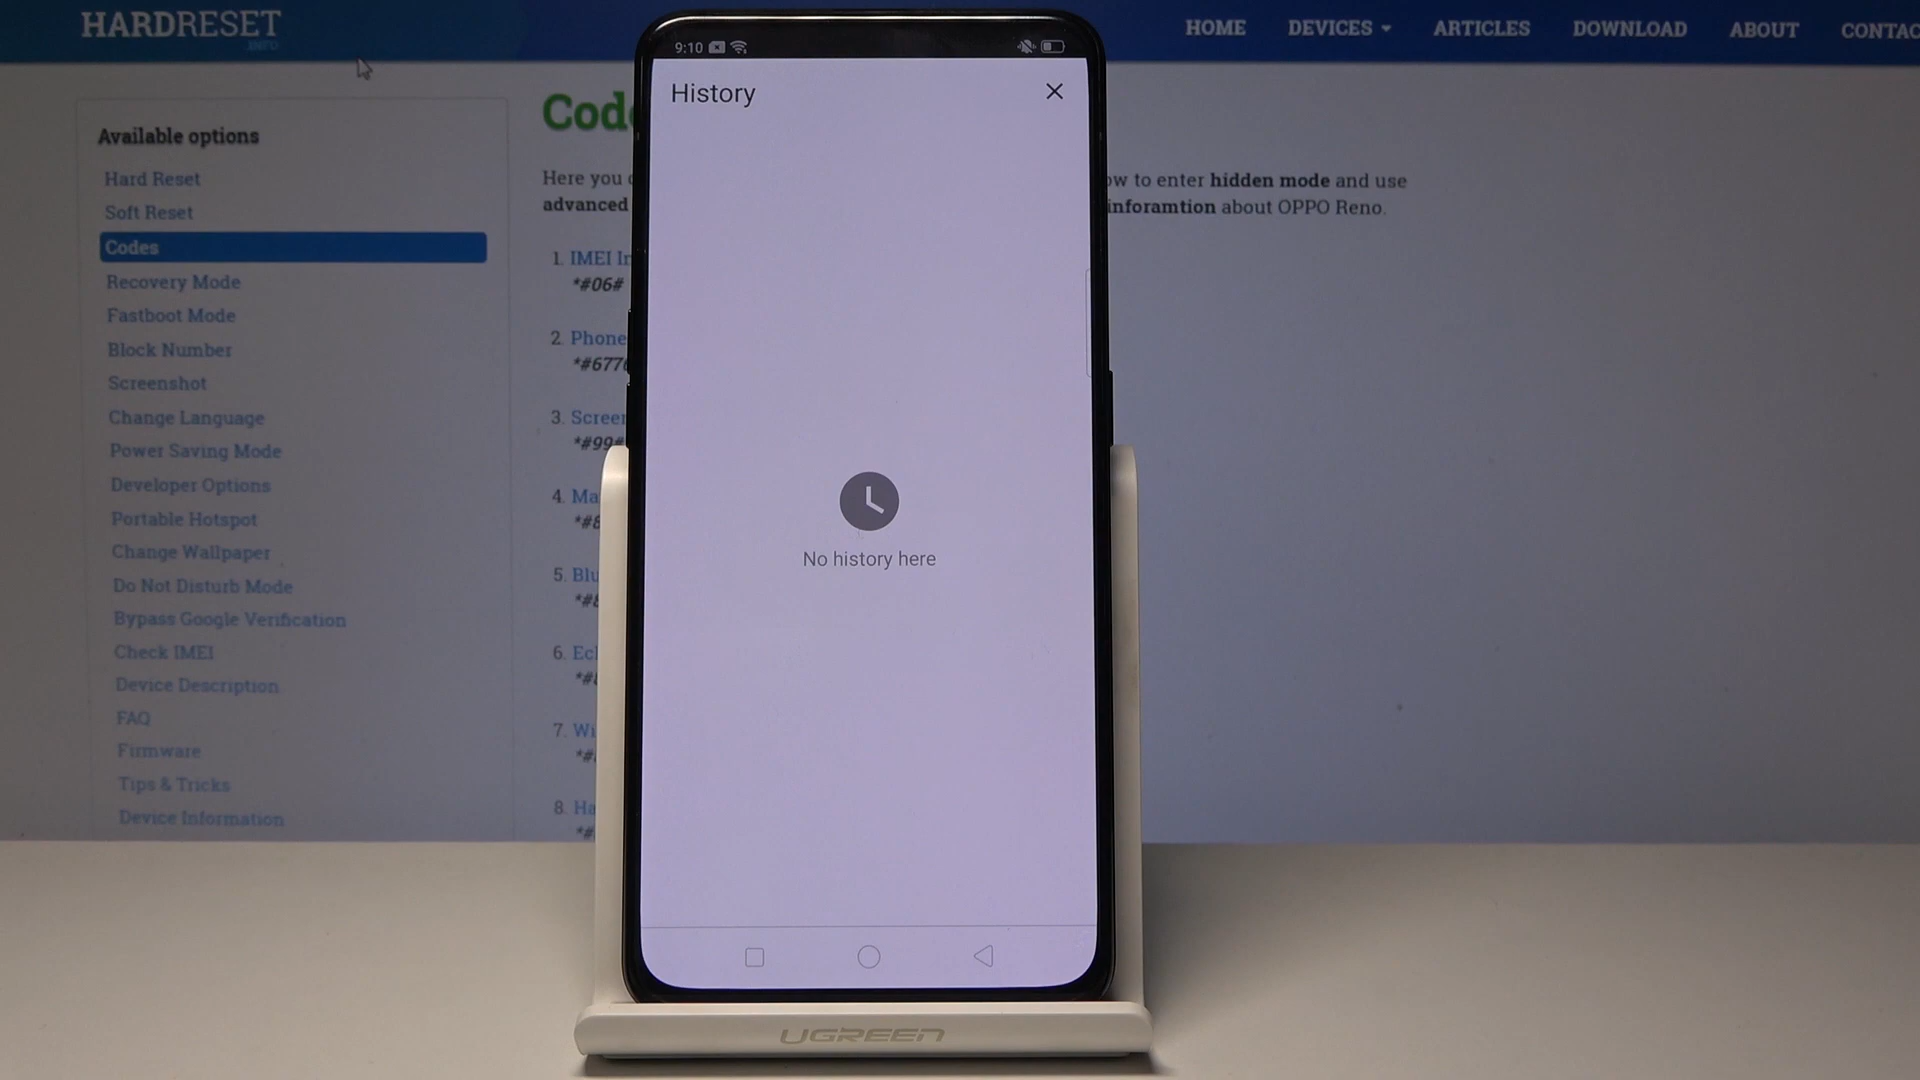 HARDRESET
.INFO
HOME DEVICES ARTICLES DOWNLOAD ABOUT
Available options
Hard Reset
Soft Reset
Codes
Recovery Mode
Fastboot Mode
Block Number
Screenshot
Change Language
Power Saving Mode
Developer Options
Portable Hotspot
Change Wallpaper
Do Not Disturb Mode
Bypass Google Verification
Check IMEI
Device Description
FAQ
Firmware
Tips & Tricks
Device Information
Here you
to enter hidden mode and use
advanced
inforamtion about OPPO Reno.
1. IMEI
*#06#
2. Phone
*#677
3.
*#99#
4.
5.
6.
7.
8.
9:10
History
No history here
UGREEN